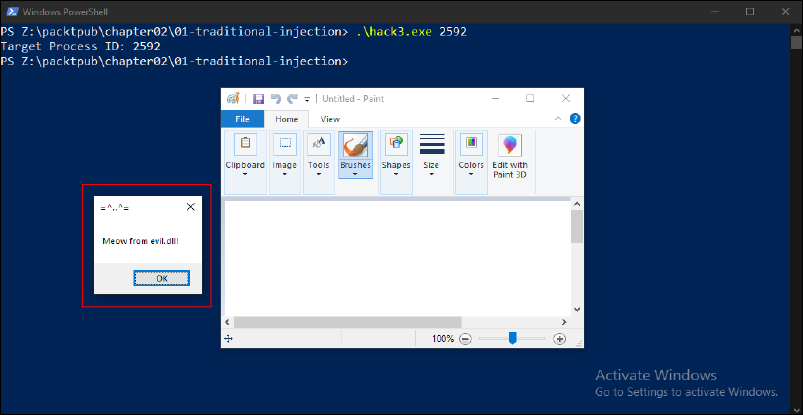 Windows PowerShell
PS Z:\packtpub\chapter02\01-traditional-injection> .\hack3.exe 2592
Target Process ID: 2592
PS Z:\packtpub\chapter02\01-traditional-injection>
Untitled - Paint
File Home View
Clipboard Image Tools Brushes Shapes Size Colors Edit with
Paint 3D
=^..^=
Meow from evil.dll!
OK
100%
Activate Windows
Go to Settings to activate Windows.